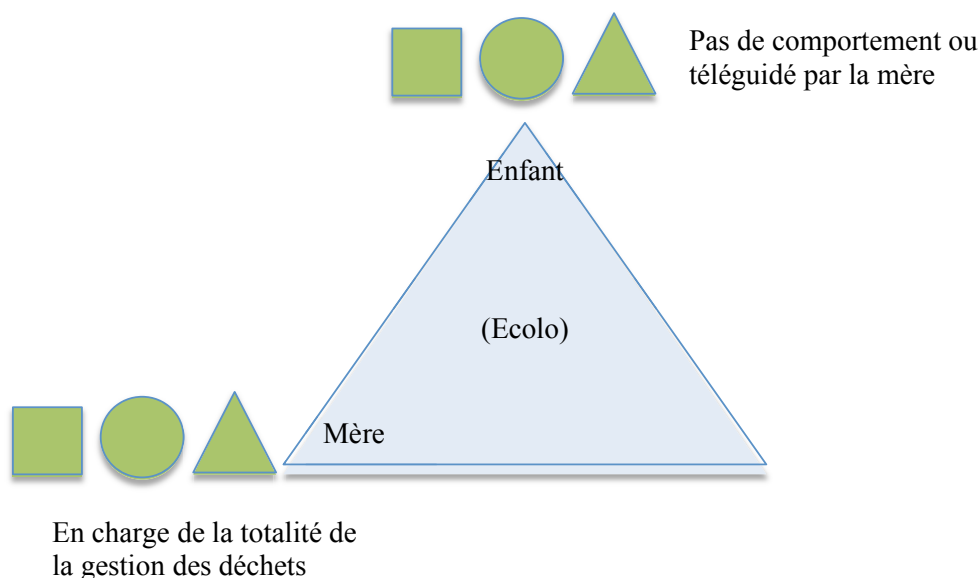 Pas de comportement ou
téléguidé par la mère
Enfant
(Ecolo)
Mère
En charge de la totalité de
la gestion des déchets